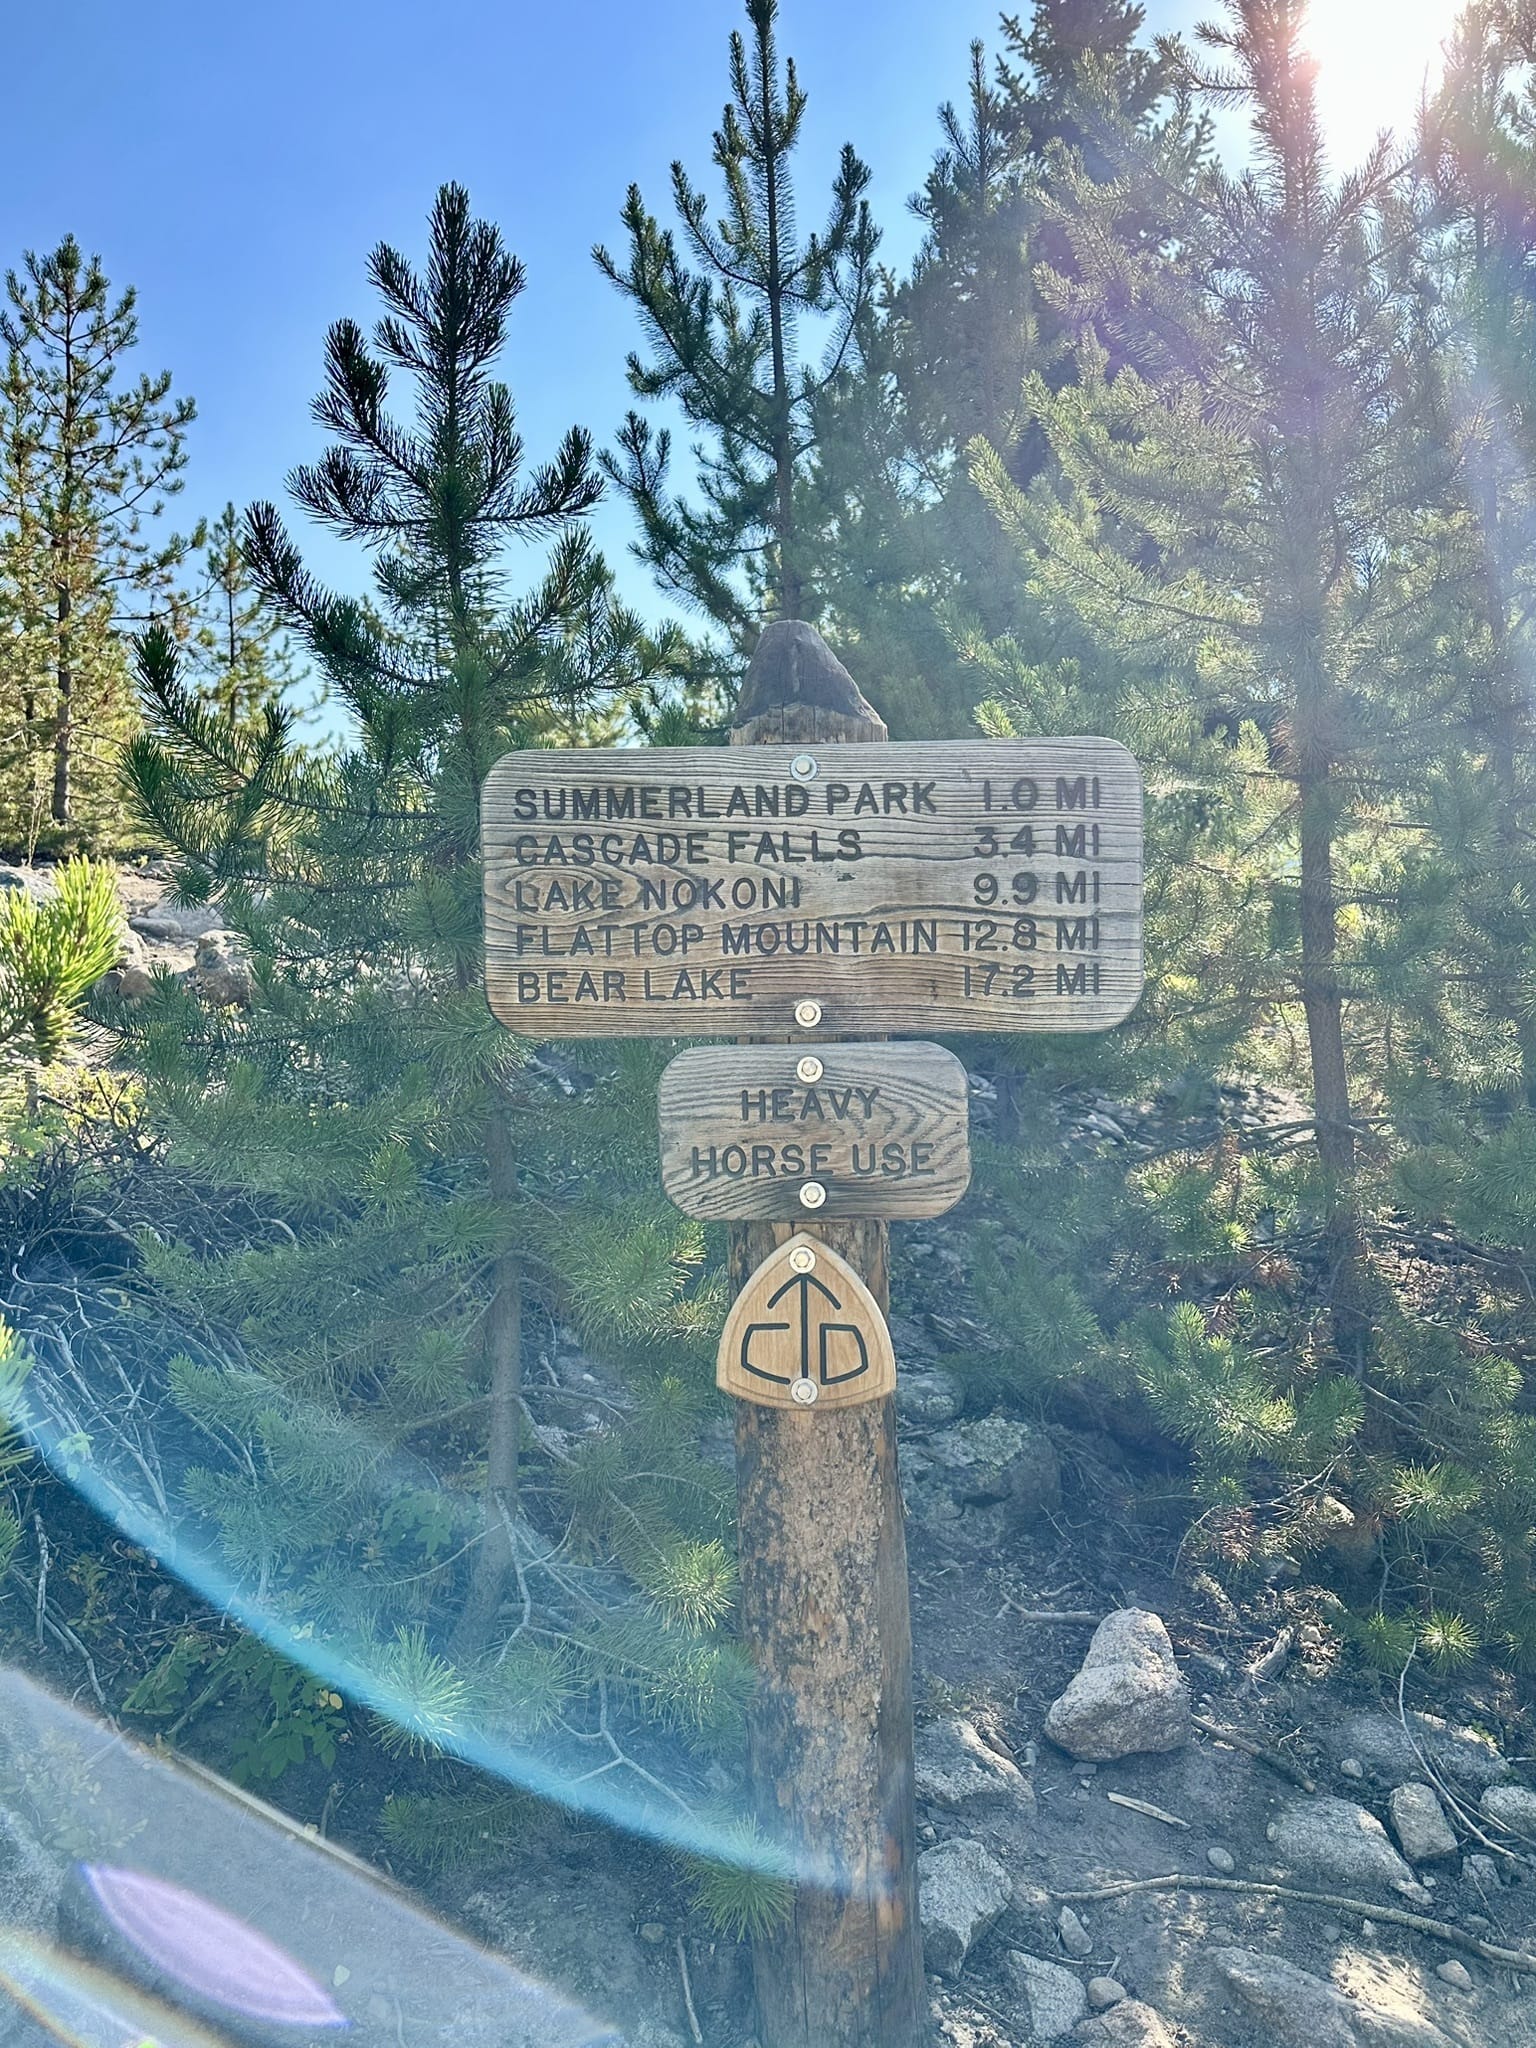 SUMMERLAND PARK 1.0 MI
CASCADE FALLS 3.4 MI
LAKE NOKONI 9.9 MI
FLATTOP MOUNTAIN 12.8 MI
BEAR LAKE 17.2 MI
HEAVY
HORSE USE
CD